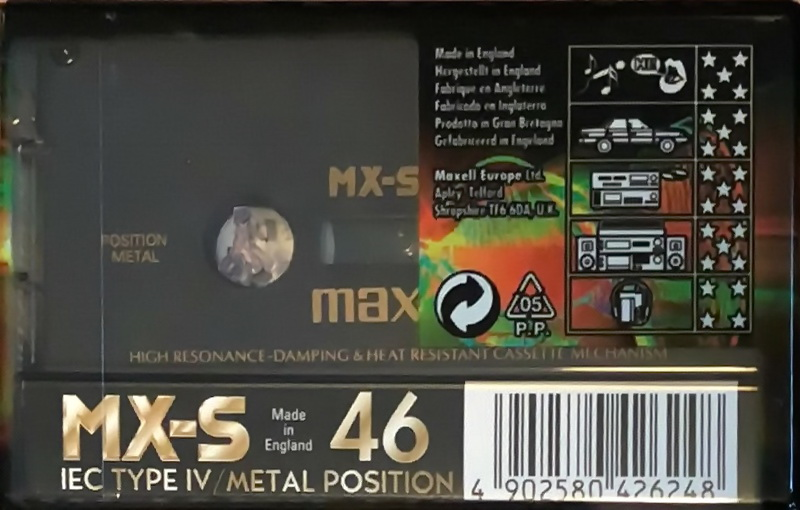 Made in England
Hergestellt in England
Fabriqué en Angleterre
Fabricado en Inglaterra
Prodotto in Gran Bretagna
Gefabriceerd in Engeland
Maxell Europe Ltd.
Apley, Telford
Shropshire TF6 6DA, U.K.
MX-S
POSITION
METAL
max
05
P.P.
HIGH RESONANCE-DAMPING & HEAT RESISTANT CASSETTE MECHANISM
MX-S
Made
in
England
46
IEC TYPE IV/METAL POSITION
4 902580 426248